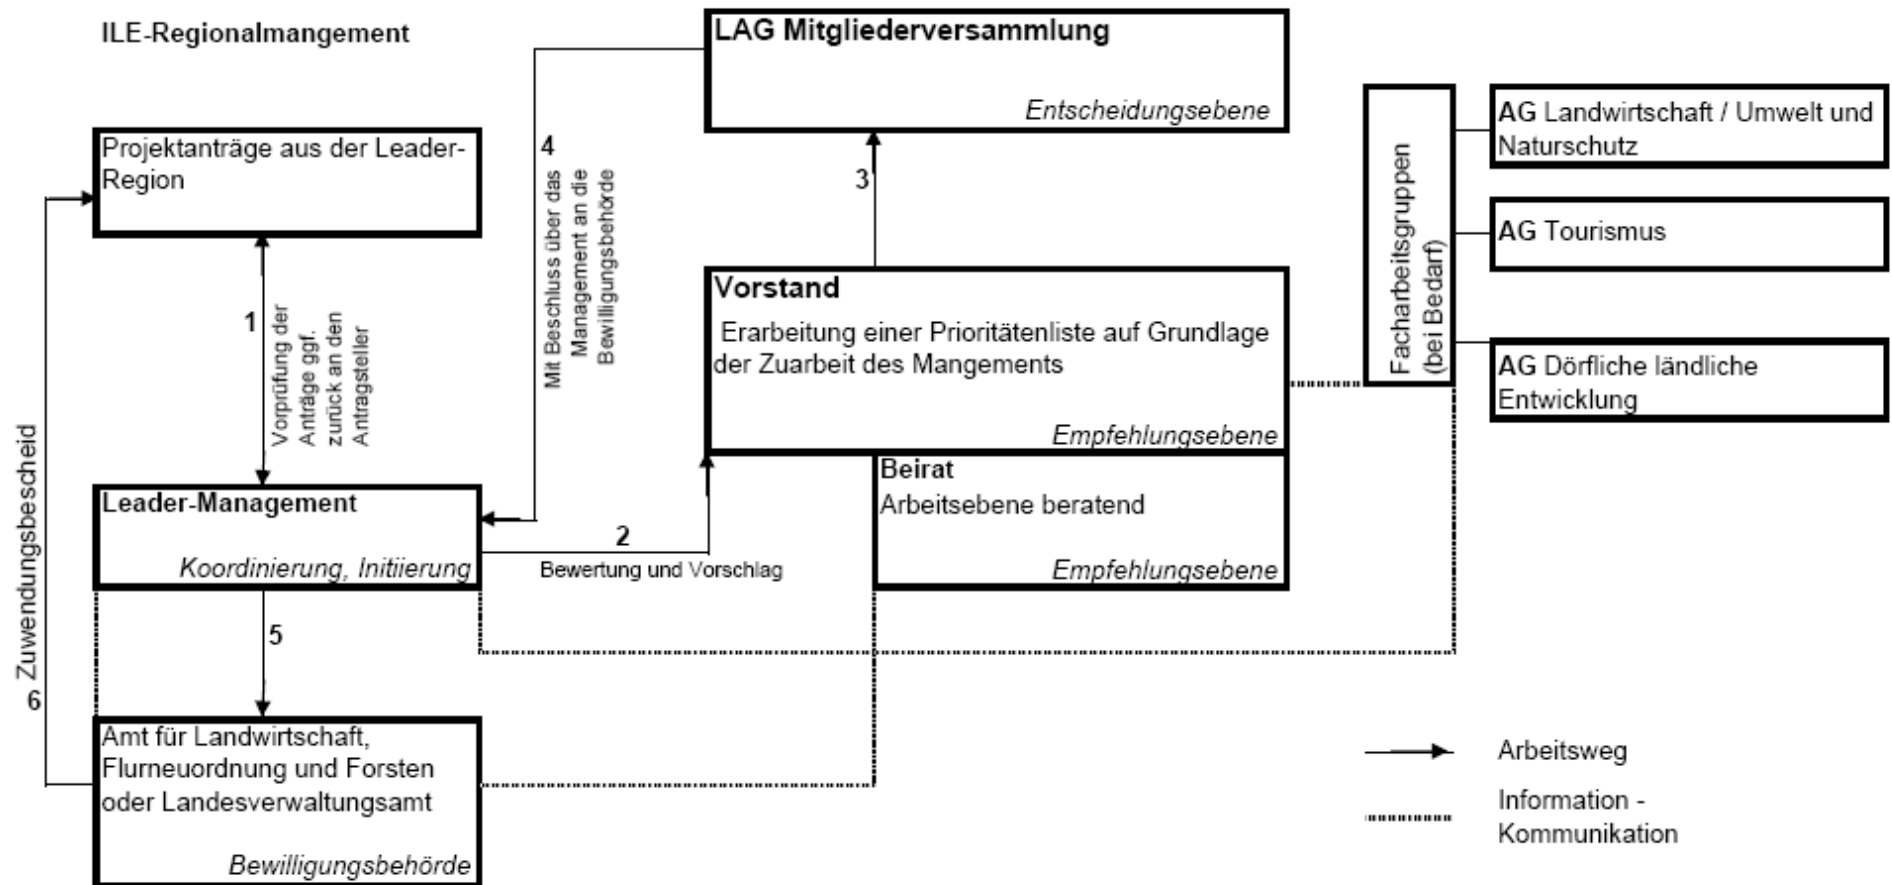 ILE-Regionalmangement
LAG Mitgliederversammlung
Entscheidungsebene
Projektanträge aus der Leader-
Region
4
Mit Beschluss über das
Management an die
Bewilligungsbehörde
3
Facharbeitsgruppen
(bei Bedarf)
AG Landwirtschaft / Umwelt und
Naturschutz
AG Tourismus
AG Dörfliche ländliche
Entwicklung
1
Vorprüfung der
Anträge ggf.
zurück an den
Antragsteller
Vorstand
Erarbeitung einer Prioritätenliste auf Grundlage
der Zuarbeit des Mangements
Empfehlungsebene
Beirat
Arbeitsebene beratend
Empfehlungsebene
Leader-Management
Koordinierung, Initiierung
2
Bewertung und Vorschlag
Zuwendungsbescheid
6
5
Amt für Landwirtschaft,
Flurneuordnung und Forsten
oder Landesverwaltungsamt
Bewilligungsbehörde
Arbeitsweg
Information -
Kommunikation